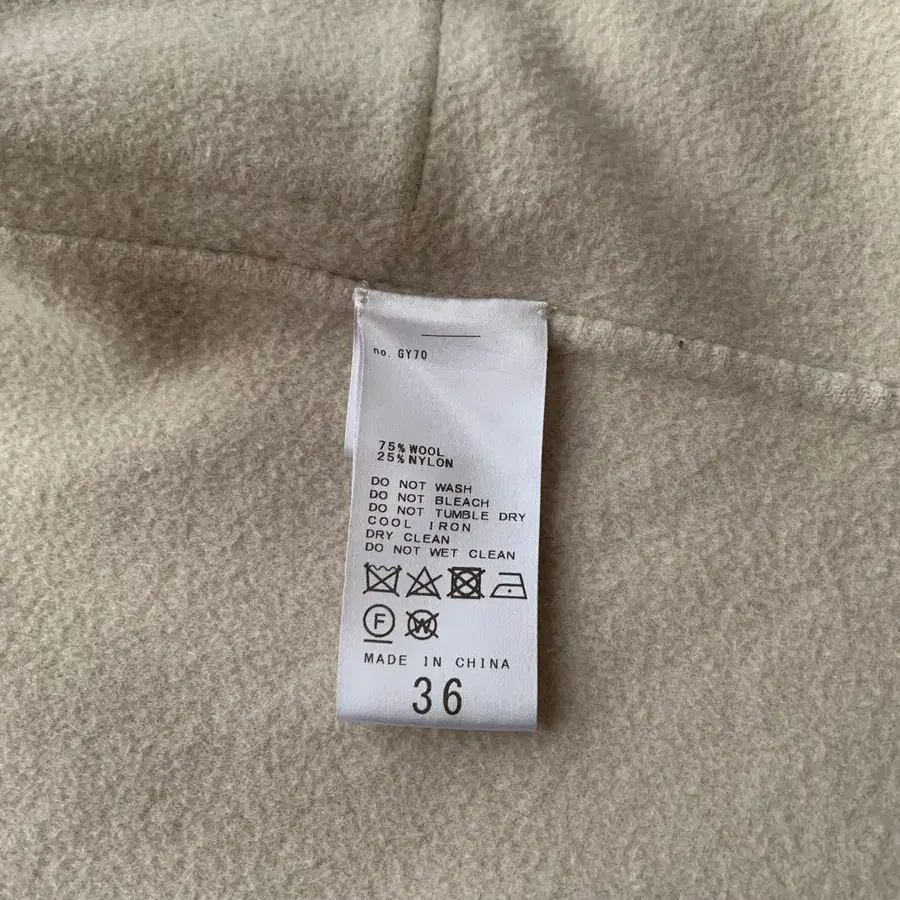 no. GY70
75% WOOL
25% NYLON
DO NOT WASH
DO NOT BLEACH
DO NOT TUMBLE DRY
COOL IRON
DRY CLEAN
DO NOT WET CLEAN
F W
MADE IN CHINA
36